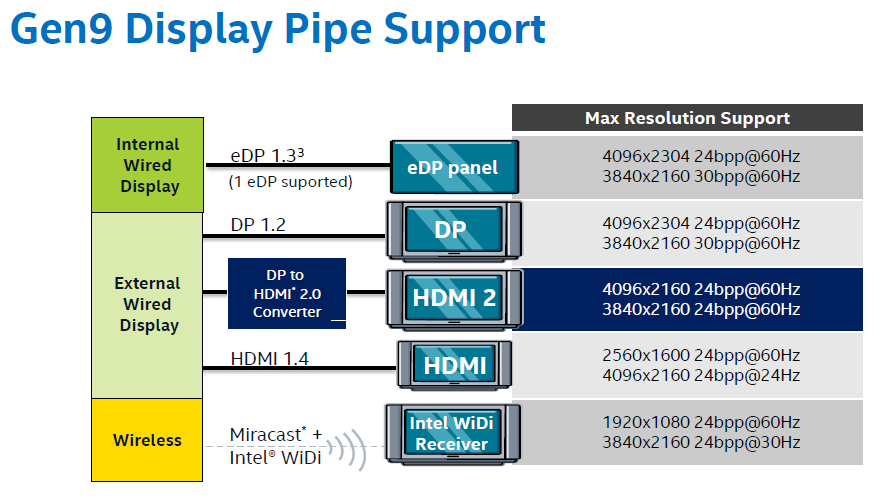 Gen9 Display Pipe Support
Max Resolution Support
Internal
Wired
Display
eDP 1.3³
(1 eDP suported)
eDP panel
4096x2304 24bpp@60Hz
3840x2160 30bpp@60Hz
External
Wired
Display
DP 1.2
DP
4096x2304 24bpp@60Hz
3840x2160 30bpp@60Hz
DP to
HDMI* 2.0
Converter
HDMI 2
4096x2160 24bpp@60Hz
3840x2160 24bpp@60Hz
HDMI 1.4
HDMI
2560x1600 24bpp@60Hz
4096x2160 24bpp@24Hz
Wireless
Miracast* +
Intel® WiDi
Intel WiDi
Receiver
1920x1080 24bpp@60Hz
3840x2160 24bpp@30Hz